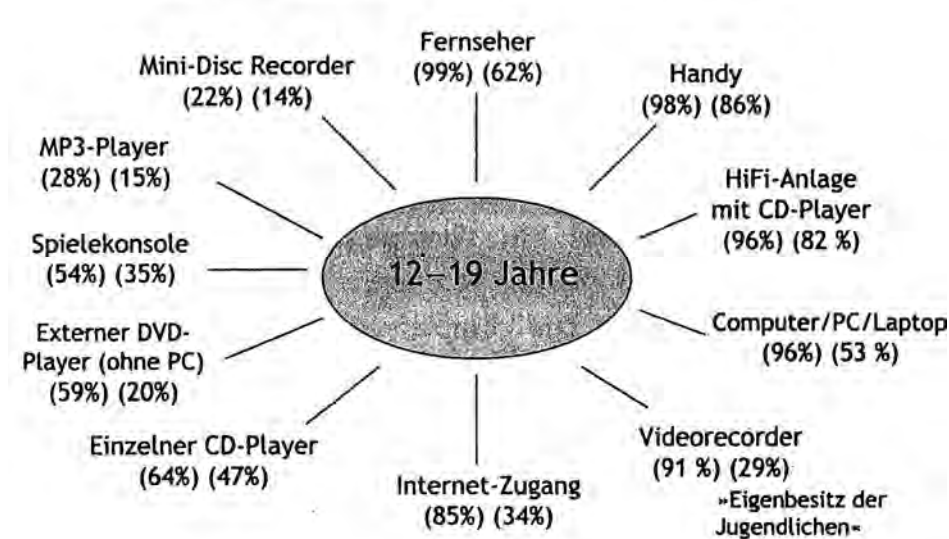 Fernseher
(99%) (62%)
Mini-Disc Recorder
(22%) (14%)
Handy
(98%) (86%)
MP3-Player
(28%) (15%)
HiFi-Anlage
mit CD-Player
(96%) (82 %)
Spielekonsole
(54%) (35%)
12–19 Jahre
Externer DVD-
Player (ohne PC)
(59%) (20%)
Computer/PC/Laptop
(96%) (53 %)
Einzelner CD-Player
(64%) (47%)
Internet-Zugang
(85%) (34%)
Videorecorder
(91 %) (29%)
»Eigenbesitz der
Jugendlichen«